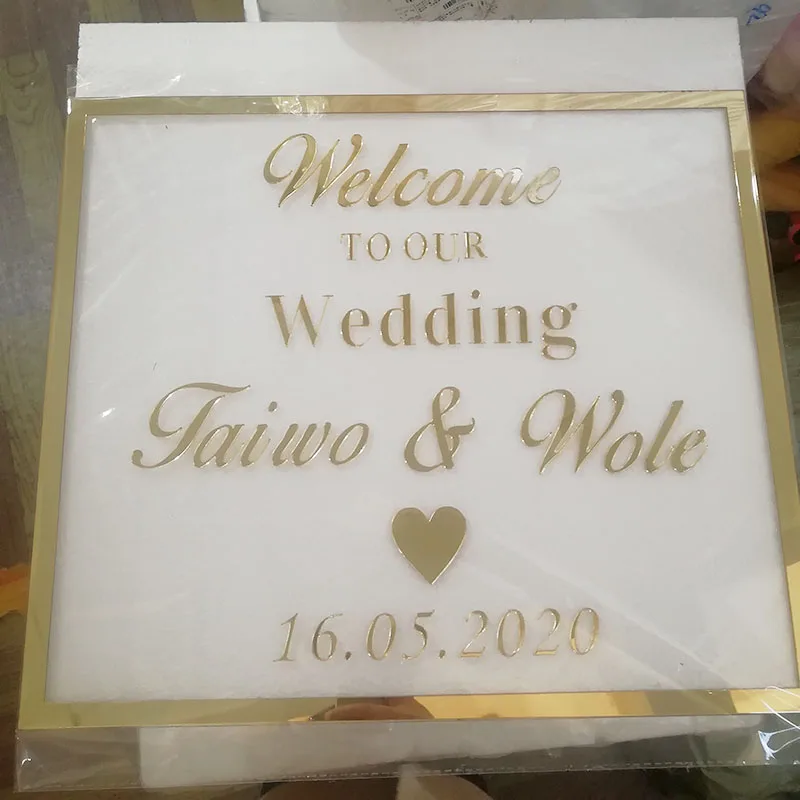 Welcome
TO OUR
Wedding
Taiwo & Wole
16.05.2020